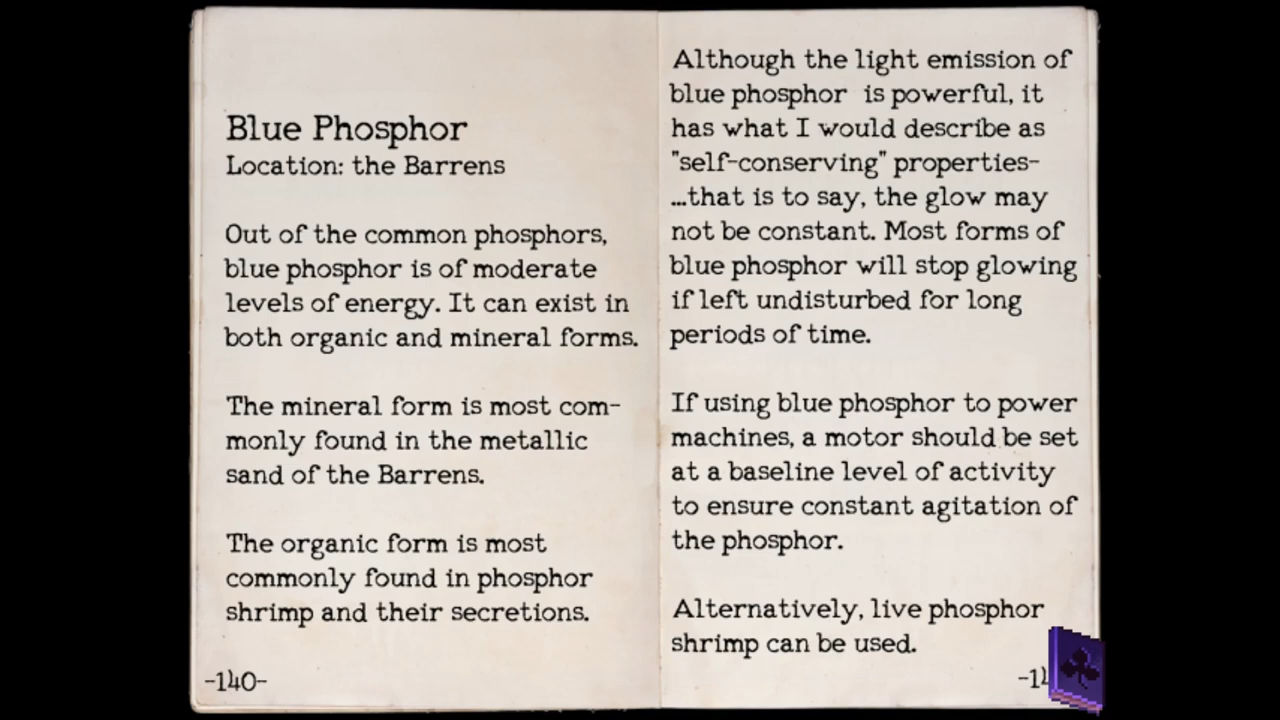 Blue Phosphor
Location: the Barrens
Out of the common phosphors,
blue phosphor is of moderate
levels of energy. It can exist in
both organic and mineral forms.
The mineral form is most com-
monly found in the metallic
sand of the Barrens.
The organic form is most
commonly found in phosphor
shrimp and their secretions.
-140-
Although the light emission of
blue phosphor  is powerful, it
has what I would describe as
"self-conserving" properties-
...that is to say, the glow may
not be constant. Most forms of
blue phosphor will stop glowing
if left undisturbed for long
periods of time.
If using blue phosphor to power
machines, a motor should be set
at a baseline level of activity
to ensure constant agitation of
the phosphor.
Alternatively, live phosphor
shrimp can be used.